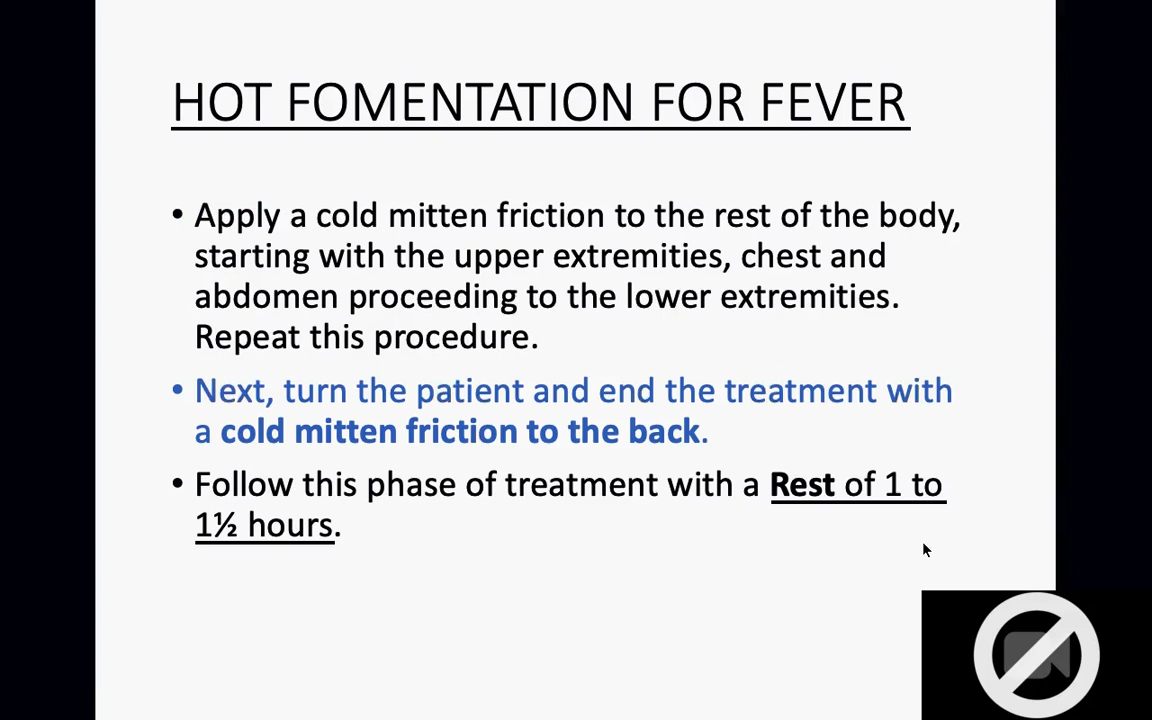 HOT FOMENTATION FOR FEVER
• Apply a cold mitten friction to the rest of the body,
starting with the upper extremities, chest and
abdomen proceeding to the lower extremities.
Repeat this procedure.
• Next, turn the patient and end the treatment with
a cold mitten friction to the back.
• Follow this phase of treatment with a Rest of 1 to
1½ hours.